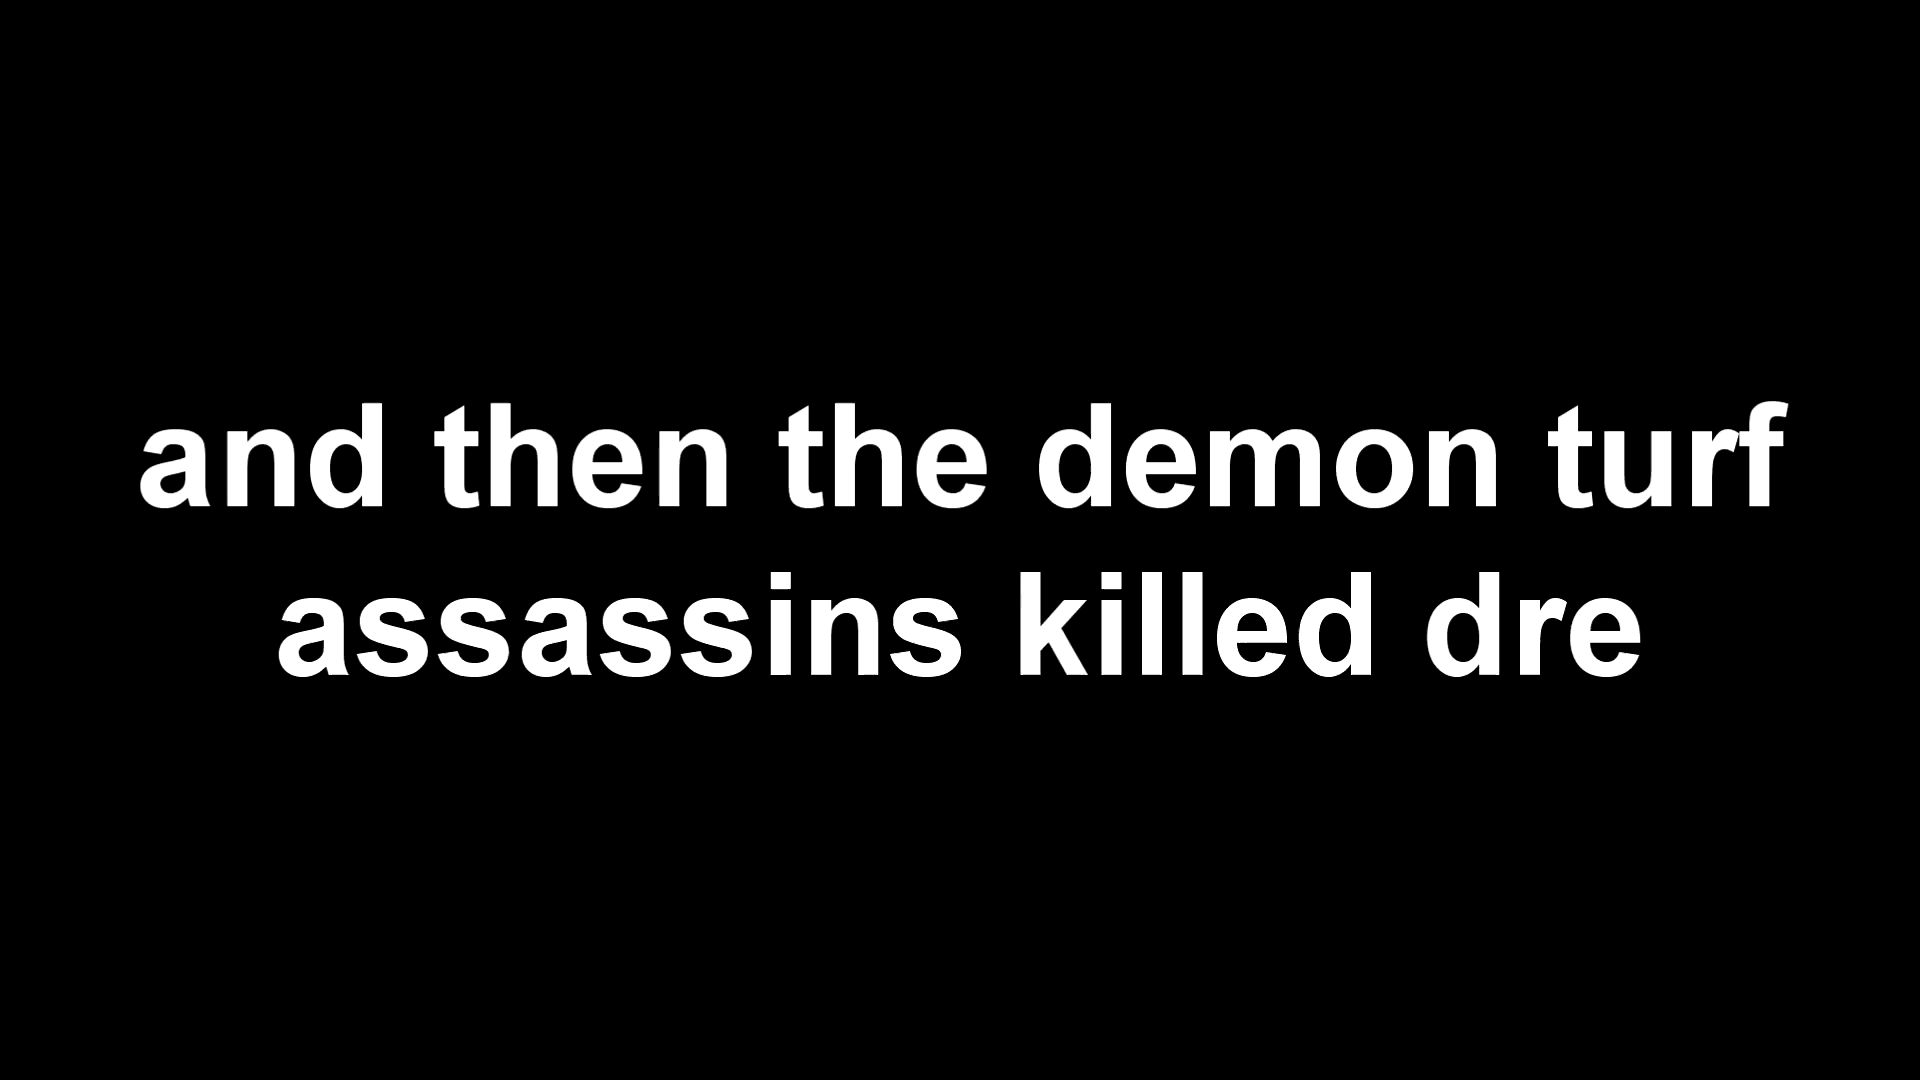 and then the demon turf
assassins killed dre